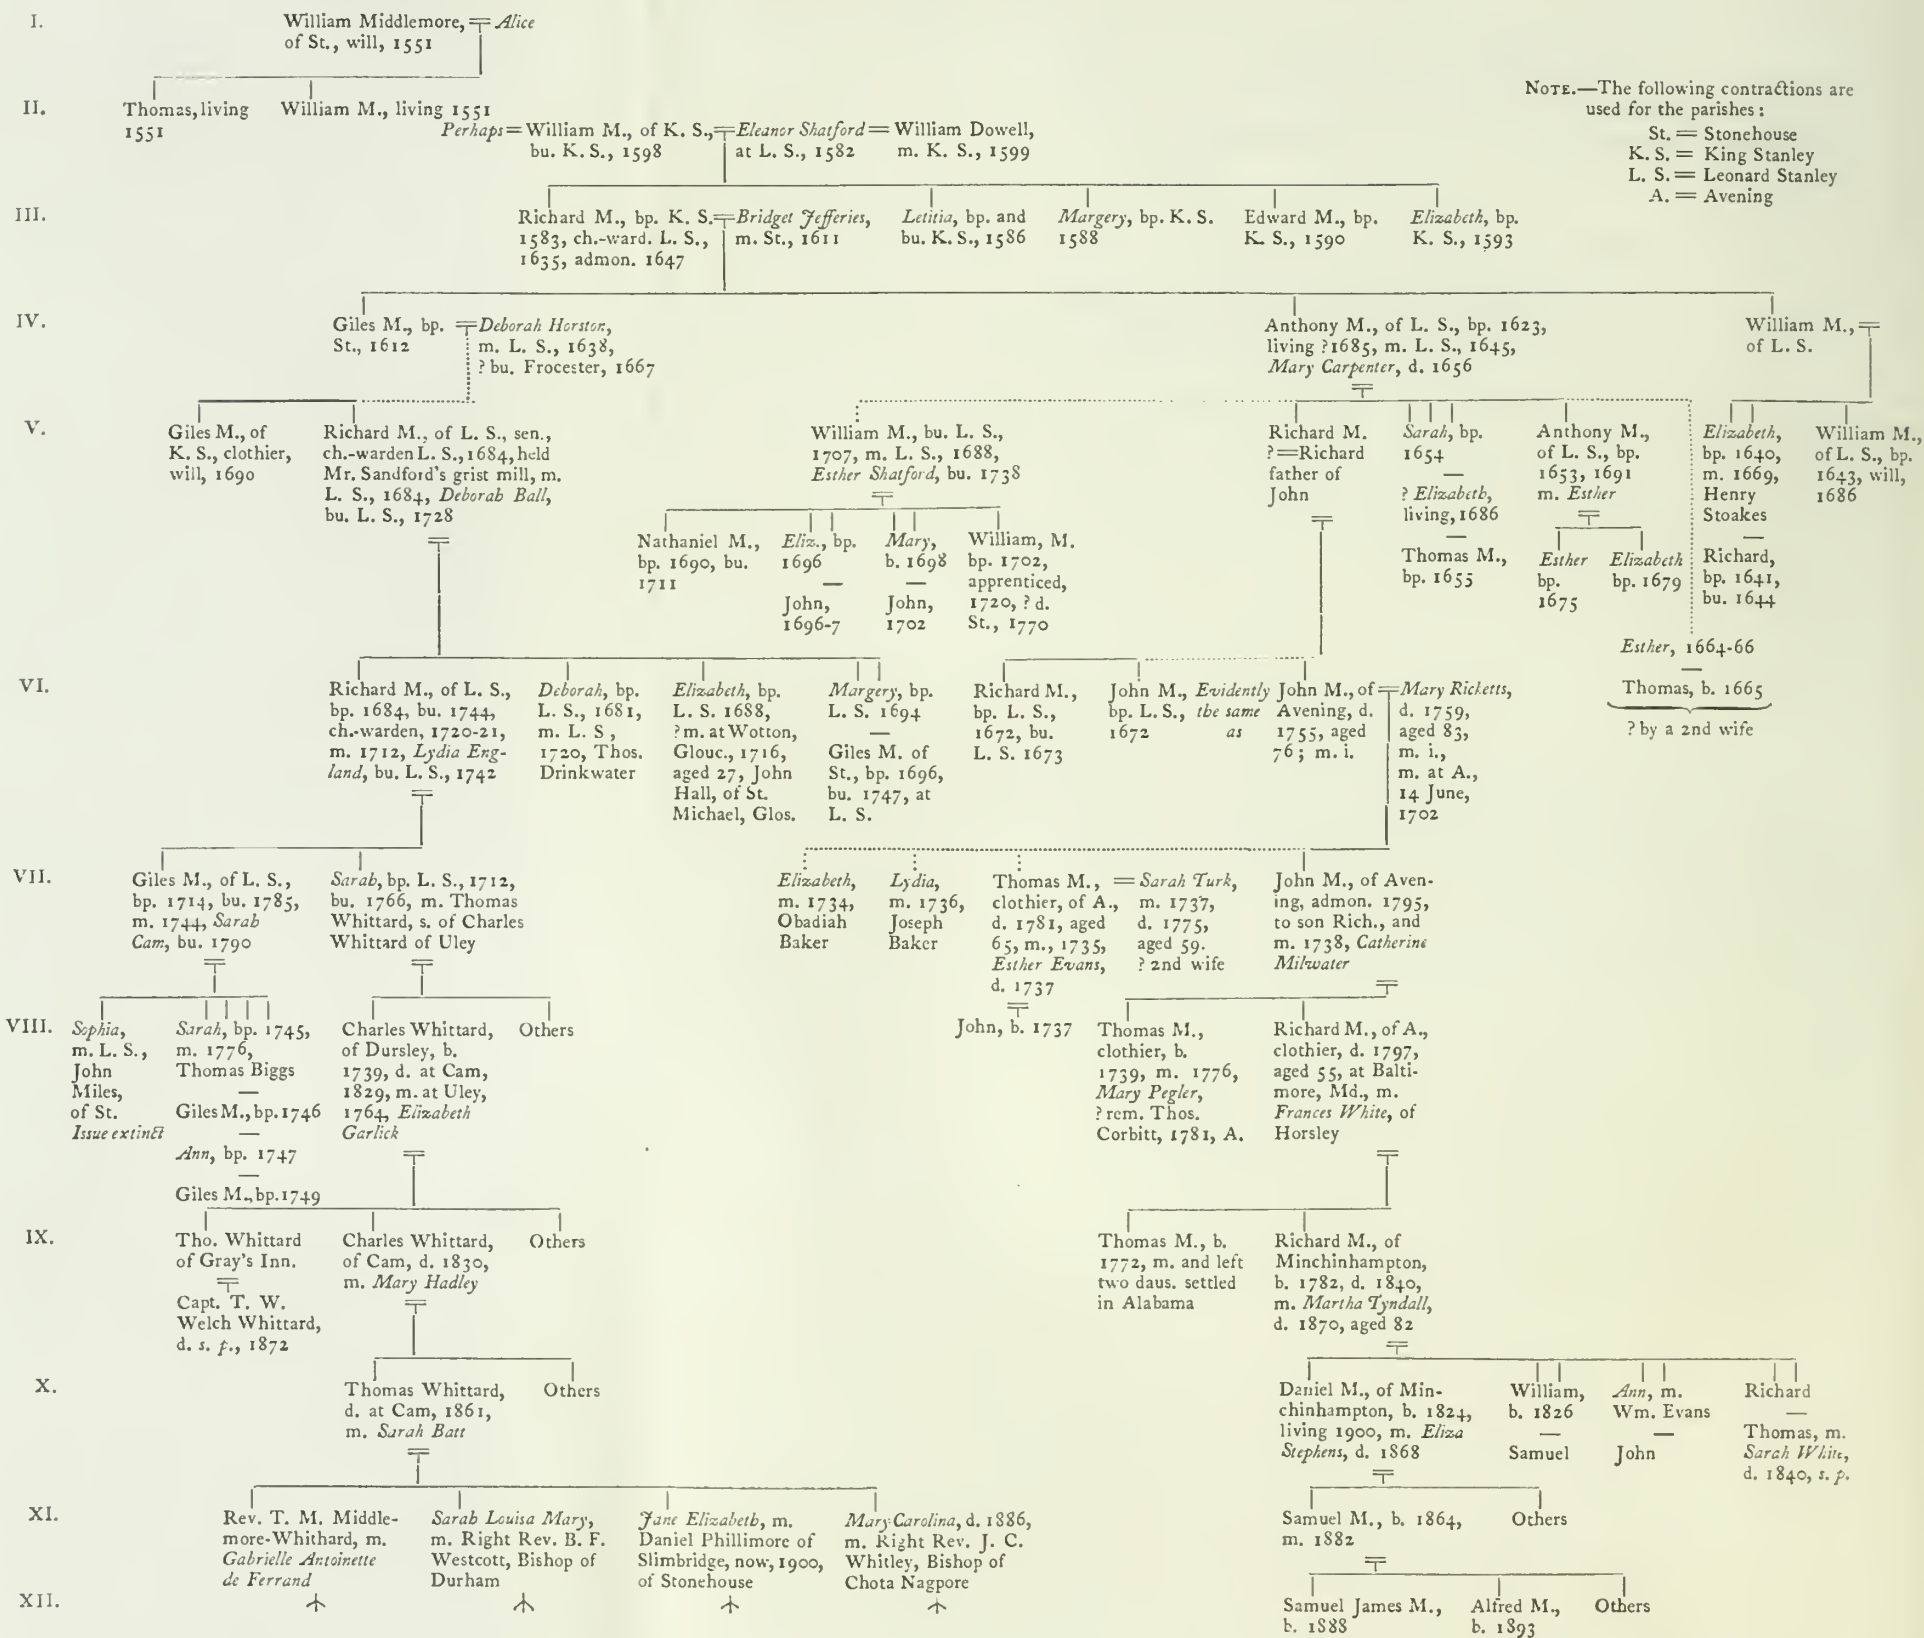 I.
William Middlemore, = Alice
of St., will, 1551
NOTE.—The following contractions are
used for the parishes:
St. = Stonehouse
K. S. = King Stanley
L. S. = Leonard Stanley
A. = Avening
II.
Thomas, living
1551
William M., living 1551
Perhaps = William M., of K. S., = Eleanor Shatford = William Dowell,
bu. K. S., 1598
at L. S., 1582
m. K. S., 1599
III.
Richard M., bp. K. S. = Bridget Jefferies,
1583, ch.-ward. L. S.,
1635, admon. 1647
m. St., 1611
Letitia, bp. and
bu. K. S., 1586
Margery, bp. K. S.
1588
Edward M., bp.
K. S., 1590
Elizabeth, bp.
K. S., 1593
IV.
Giles M., bp. = Deborah Horston,
St., 1612
m. L. S., 1638,
? bu. Frocester, 1667
Anthony M., of L. S., bp. 1623,
living ?1685, m. L. S., 1645,
Mary Carpenter, d. 1656
William M., =
of L. S.
V.
Giles M., of
K. S., clothier,
will, 1690
Richard M., of L. S., sen.,
ch.-warden L. S., 1684, held
Mr. Sandford's grist mill, m.
L. S., 1684, Deborah Ball,
bu. L. S., 1728
William M., bu. L. S.,
1707, m. L. S., 1688,
Esther Shatford, bu. 1738
Richard M.
? = Richard
father of
John
Sarah, bp.
1654
—
? Elizabeth,
living, 1686
—
Thomas M.,
bp. 1655
Anthony M.,
of L. S., bp.
1653, 1691
m. Esther
Elizabeth,
bp. 1640,
m. 1669,
Henry
Stoakes
—
Richard,
bp. 1641,
bu. 1644
William M.,
of L. S., bp.
1643, will,
1686
Nathaniel M.,
bp. 1690, bu.
1711
Eliz., bp.
1696
—
John,
1696-7
Mary,
b. 1698
—
John,
1702
William, M.
bp. 1702,
apprenticed,
1720, ? d.
St., 1770
Esther
bp.
1675
Elizabeth
bp. 1679
Esther, 1664-66
—
Thomas, b. 1665
? by a 2nd wife
VI.
Richard M., of L. S.,
bp. 1684, bu. 1744,
ch.-warden, 1720-21,
m. 1712, Lydia Eng-
land, bu. L. S., 1742
Deborah, bp.
L. S., 1681,
m. L. S,
1720, Thos.
Drinkwater
Elizabeth, bp.
L. S. 1688,
? m. at Wotton,
Glouc., 1716,
aged 27, John
Hall, of St.
Michael, Glos.
Margery, bp.
L. S. 1694
—
Giles M. of
St., bp. 1696,
bu. 1747, at
L. S.
Richard M.,
bp. L. S.,
1672, bu.
L. S. 1673
John M.,
bp. L. S.,
1672
Evidently
the same
as
John M., of = Mary Ricketts,
Avening, d.
1755, aged
76; m. i.
d. 1759,
aged 83,
m. i.,
m. at A.,
14 June,
1702
VII.
Giles M., of L. S.,
bp. 1714, bu. 1785,
m. 1744, Sarah
Cam, bu. 1790
Sarah, bp. L. S., 1712,
bu. 1766, m. Thomas
Whittard, s. of Charles
Whittard of Uley
Elizabeth,
m. 1734,
Obadiah
Baker
Lydia,
m. 1736,
Joseph
Baker
Thomas M., = Sarah Turk,
clothier, of A.,
d. 1781, aged
65, m., 1735,
Esther Evans,
d. 1737
m. 1737,
d. 1775,
aged 59.
? 2nd wife
John M., of Aven-
ing, admon. 1795,
to son Rich., and
m. 1738, Catherine
Milwater
VIII.
Sophia,
m. L. S.,
John
Miles,
of St.
Issue extinct
Sarah, bp. 1745,
m. 1776,
Thomas Biggs
—
Giles M., bp. 1746
—
Ann, bp. 1747
—
Giles M., bp. 1749
Charles Whittard,
of Dursley, b.
1739, d. at Cam,
1829, m. at Uley,
1764, Elizabeth
Garlick
Others
John, b. 1737
Thomas M.,
clothier, b.
1739, m. 1776,
Mary Pegler,
? rem. Thos.
Corbitt, 1781, A.
Richard M., of A.,
clothier, d. 1797,
aged 55, at Balti-
more, Md., m.
Frances White, of
Horsley
IX.
Tho. Whittard
of Gray's Inn.
Capt. T. W.
Welch Whittard,
d. s. p., 1872
Charles Whittard,
of Cam, d. 1830,
m. Mary Hadley
Others
Thomas M., b.
1772, m. and left
two daus. settled
in Alabama
Richard M., of
Minchinhampton,
b. 1782, d. 1840,
m. Martha Tyndall,
d. 1870, aged 82
X.
Thomas Whittard,
d. at Cam, 1861,
m. Sarah Batt
Others
Daniel M., of Min-
chinhampton, b. 1824,
living 1900, m. Eliza
Stephens, d. 1868
William,
b. 1826
—
Samuel
Ann, m.
Wm. Evans
—
John
Richard
—
Thomas, m.
Sarah White,
d. 1840, s. p.
XI.
Rev. T. M. Middle-
more-Whithard, m.
Gabrielle Antoinette
de Ferrand
Sarah Louisa Mary,
m. Right Rev. B. F.
Westcott, Bishop of
Durham
Jane Elizabeth, m.
Daniel Phillimore of
Slimbridge, now, 1900,
of Stonehouse
Mary Carolina, d. 1886,
m. Right Rev. J. C.
Whitley, Bishop of
Chota Nagpore
Samuel M., b. 1864,
m. 1882
Others
XII.
Samuel James M.,
b. 1888
Alfred M.,
b. 1893
Others